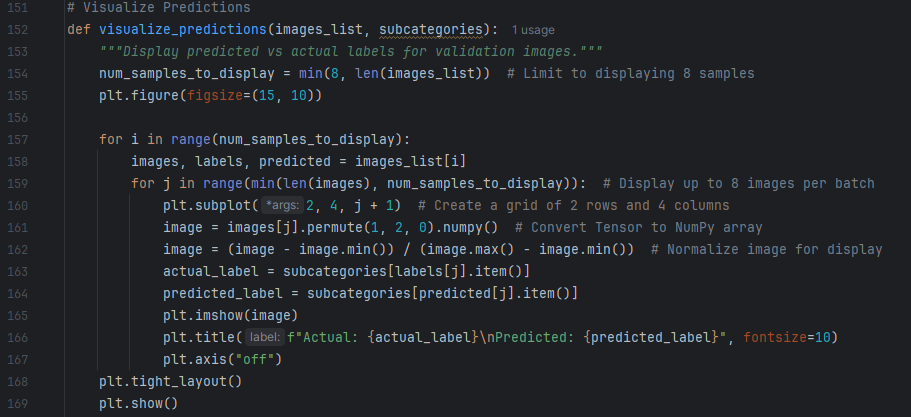 151 # Visualize Predictions
152 def visualize_predictions(images_list, subcategories): 1 usage
153     """Display predicted vs actual labels for validation images."""
154     num_samples_to_display = min(8, len(images_list))  # Limit to displaying 8 samples
155     plt.figure(figsize=(15, 10))
156
157     for i in range(num_samples_to_display):
158         images, labels, predicted = images_list[i]
159         for j in range(min(len(images), num_samples_to_display)):  # Display up to 8 images per batch
160             plt.subplot( *args: 2, 4, j + 1)  # Create a grid of 2 rows and 4 columns
161             image = images[j].permute(1, 2, 0).numpy()  # Convert Tensor to NumPy array
162             image = (image - image.min()) / (image.max() - image.min())  # Normalize image for display
163             actual_label = subcategories[labels[j].item()]
164             predicted_label = subcategories[predicted[j].item()]
165             plt.imshow(image)
166             plt.title( label: f"Actual: {actual_label}\nPredicted: {predicted_label}", fontsize=10)
167             plt.axis("off")
168     plt.tight_layout()
169     plt.show()